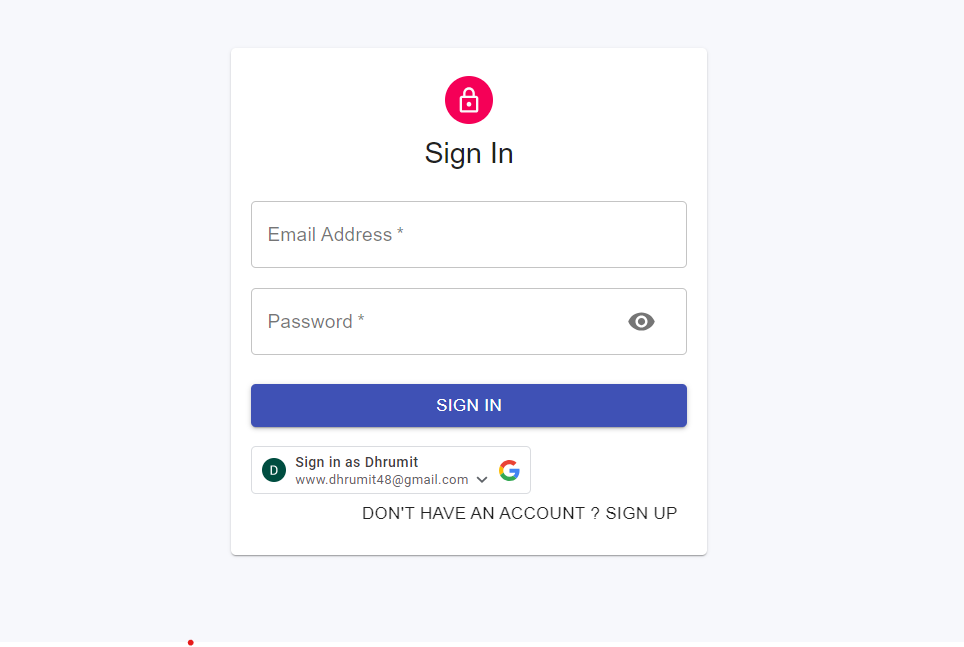 Sign In
Email Address *
Password *
SIGN IN
D
Sign in as Dhrumit
www.dhrumit48@gmail.com
DON'T HAVE AN ACCOUNT ? SIGN UP